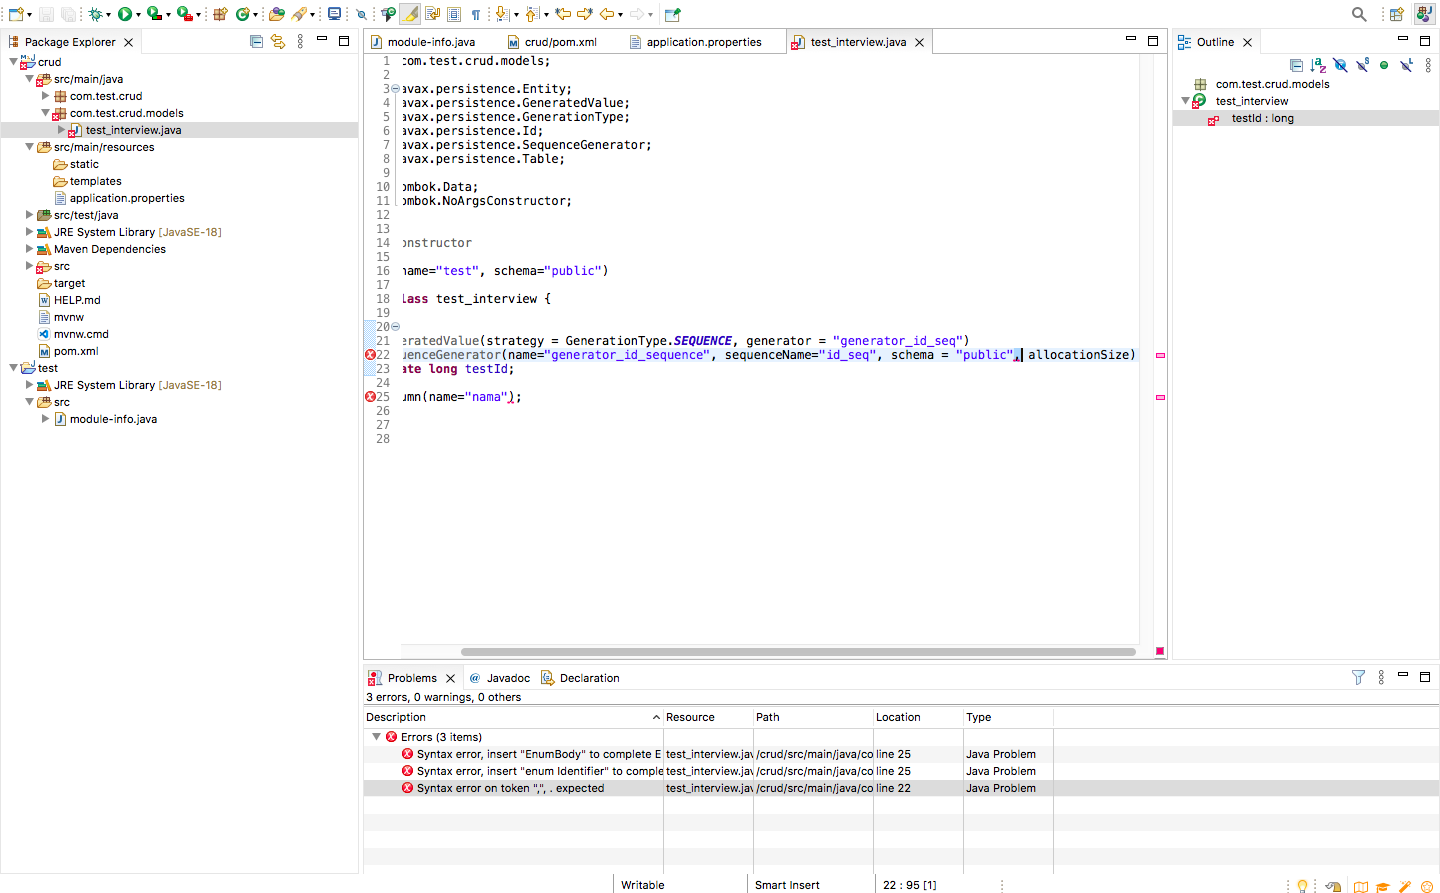 Package Explorer
module-info.java
crud/pom.xml
application.properties
test_interview.java
Outline
crud
src/main/java
com.test.crud
com.test.crud.models
test_interview.java
src/main/resources
static
templates
application.properties
src/test/java
JRE System Library [JavaSE-18]
Maven Dependencies
src
target
HELP.md
mvnw
mvnw.cmd
pom.xml
test
JRE System Library [JavaSE-18]
src
module-info.java
1 com.test.crud.models;
2
3 avax.persistence.Entity;
4 avax.persistence.GeneratedValue;
5 avax.persistence.GenerationType;
6 avax.persistence.Id;
7 avax.persistence.SequenceGenerator;
8 avax.persistence.Table;
9
10 ombok.Data;
11 ombok.NoArgsConstructor;
12
13
14 onstructor
15
16 name="test", schema="public")
17
18 lass test_interview {
19
20
21 eratedValue(strategy = GenerationType.SEQUENCE, generator = "generator_id_seq")
22 uenceGenerator(name="generator_id_sequence", sequenceName="id_seq", schema = "public", allocationSize)
23 ate long testId;
24
25 umn(name="nama");
26
27
28
com.test.crud.models
test_interview
testId : long
Problems
@ Javadoc
Declaration
3 errors, 0 warnings, 0 others
Description Resource Path Location Type
Errors (3 items)
Syntax error, insert "EnumBody" to complete E test_interview.jav /crud/src/main/java/co line 25 Java Problem
Syntax error, insert "enum Identifier" to comple test_interview.jav /crud/src/main/java/co line 25 Java Problem
Syntax error on token ",", . expected test_interview.jav /crud/src/main/java/co line 22 Java Problem
Writable
Smart Insert
22 : 95 [1]